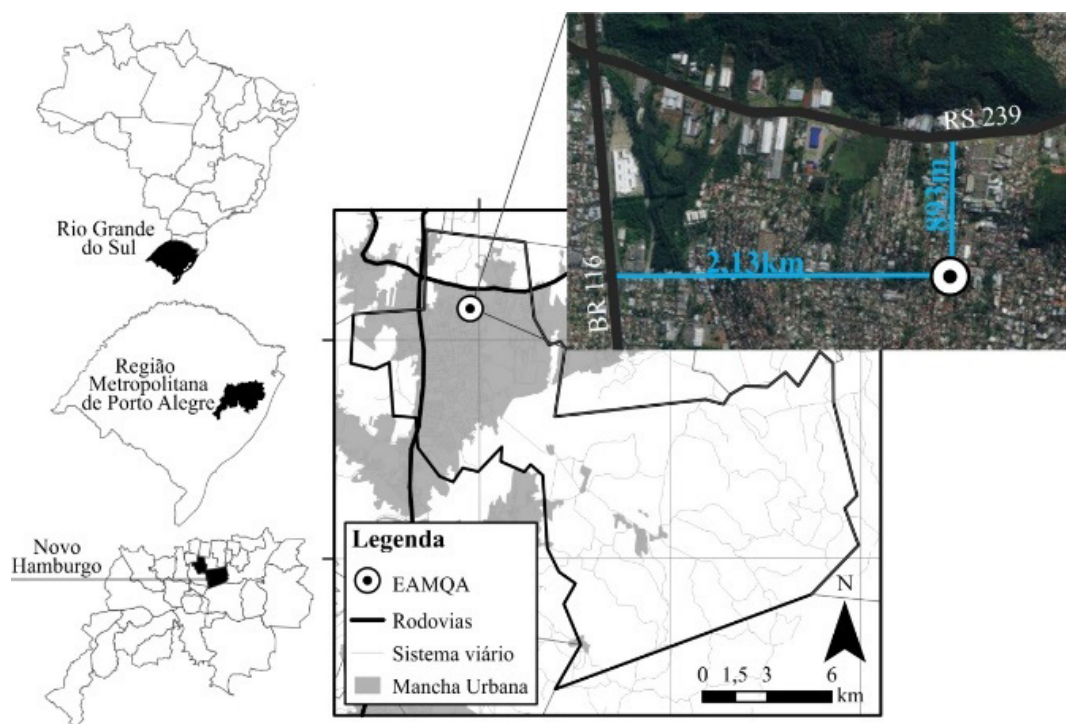 Rio Grande
do Sul
Região
Metropolitana
de Porto Alegre
Novo
Hamburgo
RS 239
893m
2,13km
BR 116
Legenda
EAMQA
Rodovias
Sistema viário
Mancha Urbana
N
0 1,5 3 6
km